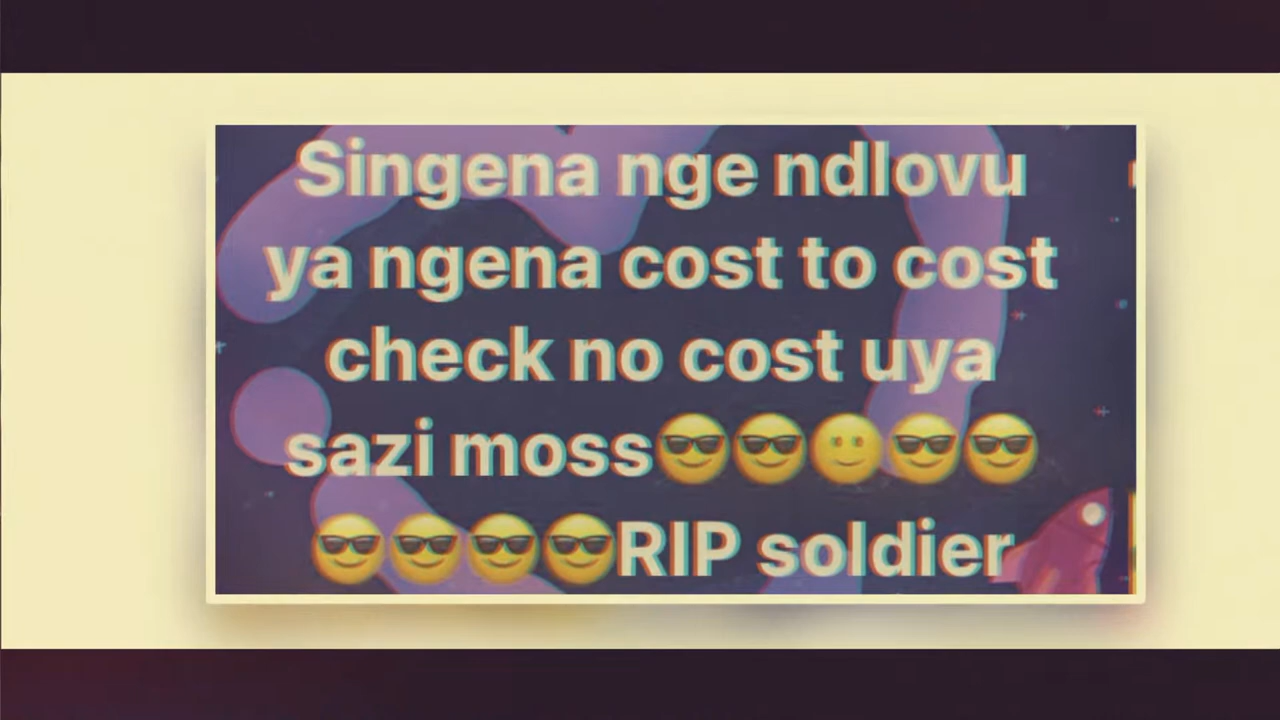 Singena nge ndlovu
ya ngena cost to cost
check no cost uya
sazi moss😎😎🙂😎😎
😎😎😎😎RIP soldier